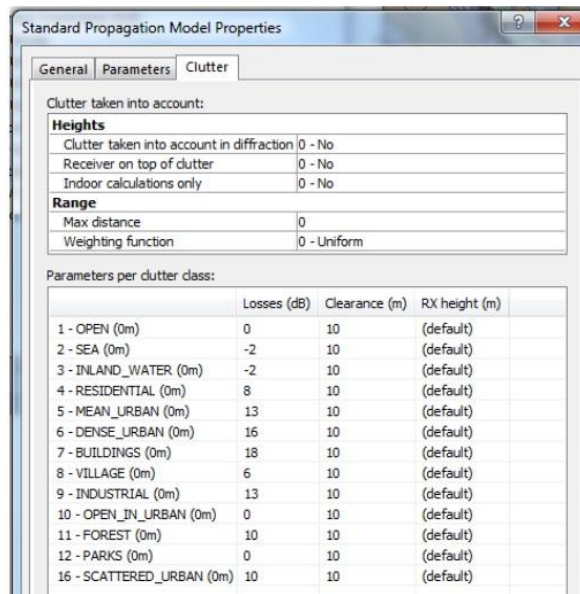 Standard Propagation Model Properties
General Parameters Clutter
Clutter taken into account:
Heights
Clutter taken into account in diffraction 0 - No
Receiver on top of clutter 0 - No
Indoor calculations only 0 - No
Range
Max distance 0
Weighting function 0 - Uniform
Parameters per clutter class:
Losses (dB) Clearance (m) RX height (m)
1 - OPEN (0m) 0 10 (default)
2 - SEA (0m) -2 10 (default)
3 - INLAND_WATER (0m) -2 10 (default)
4 - RESIDENTIAL (0m) 8 10 (default)
5 - MEAN_URBAN (0m) 13 10 (default)
6 - DENSE_URBAN (0m) 16 10 (default)
7 - BUILDINGS (0m) 18 10 (default)
8 - VILLAGE (0m) 6 10 (default)
9 - INDUSTRIAL (0m) 13 10 (default)
10 - OPEN_IN_URBAN (0m) 0 10 (default)
11 - FOREST (0m) 10 10 (default)
12 - PARKS (0m) 0 10 (default)
16 - SCATTERED_URBAN (0m) 10 10 (default)